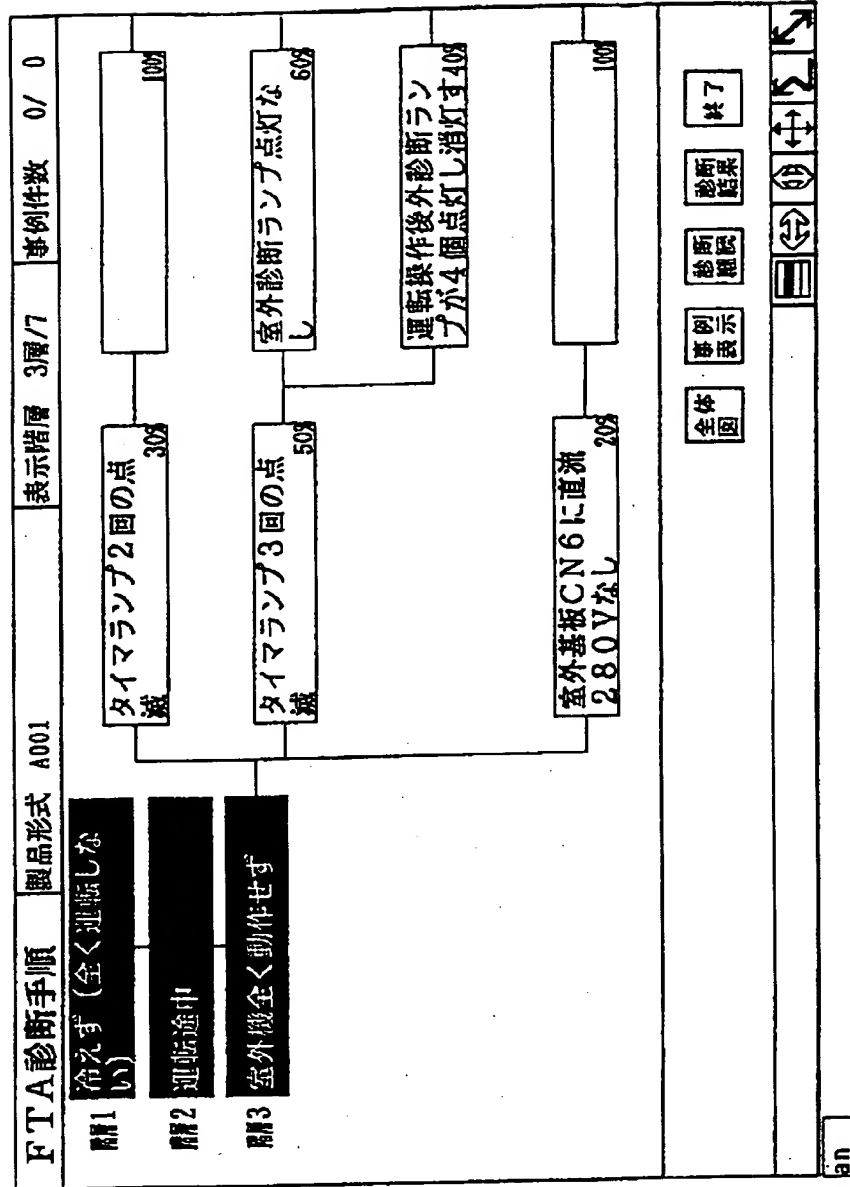 FTA診断手順
製品形式 A001
表示階層 3層/7
事例件数 0/ 0
階層1
冷えず(全く運転しな
い)
階層2
運転途中
階層3
室外機全く動作せず
タイマランプ2回の点
滅
30%
100%
タイマランプ3回の点
滅
50%
室外診断ランプ点灯な
し
60%
運転操作後外診断ラン
プが4個点灯し消灯す40%
室外基板CN6に直流
280Vなし
20%
100%
全体
図
事例
表示
診断
継続
診断
結果
終了
an